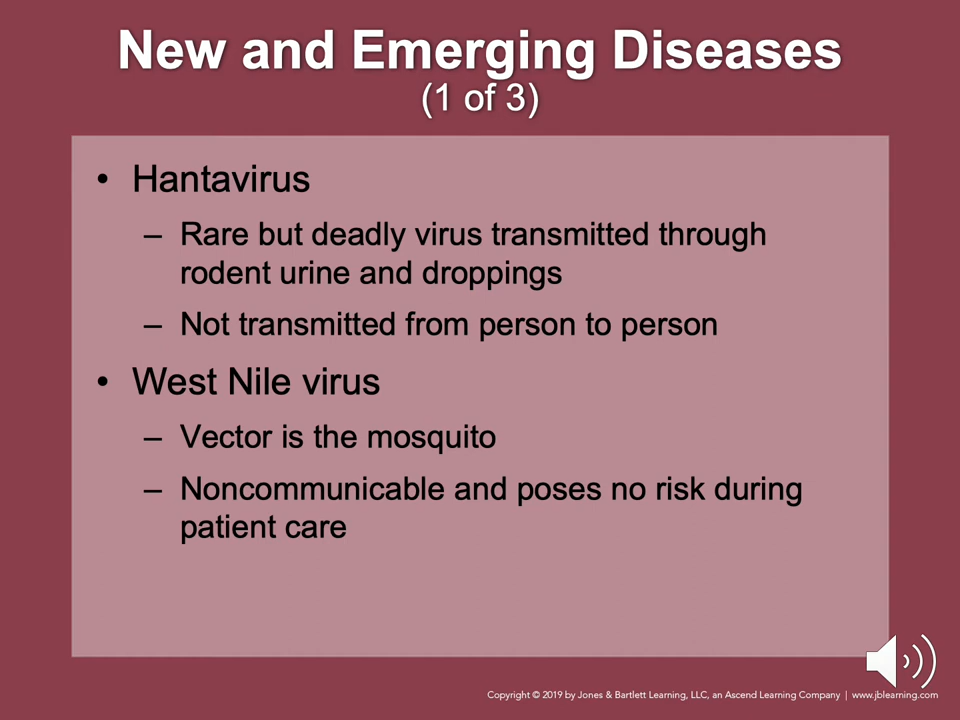 New and Emerging Diseases
(1 of 3)
• Hantavirus
– Rare but deadly virus transmitted through
rodent urine and droppings
– Not transmitted from person to person
• West Nile virus
– Vector is the mosquito
– Noncommunicable and poses no risk during
patient care
Copyright © 2019 by Jones & Bartlett Learning, LLC, an Ascend Learning Company | www.jblearning.com